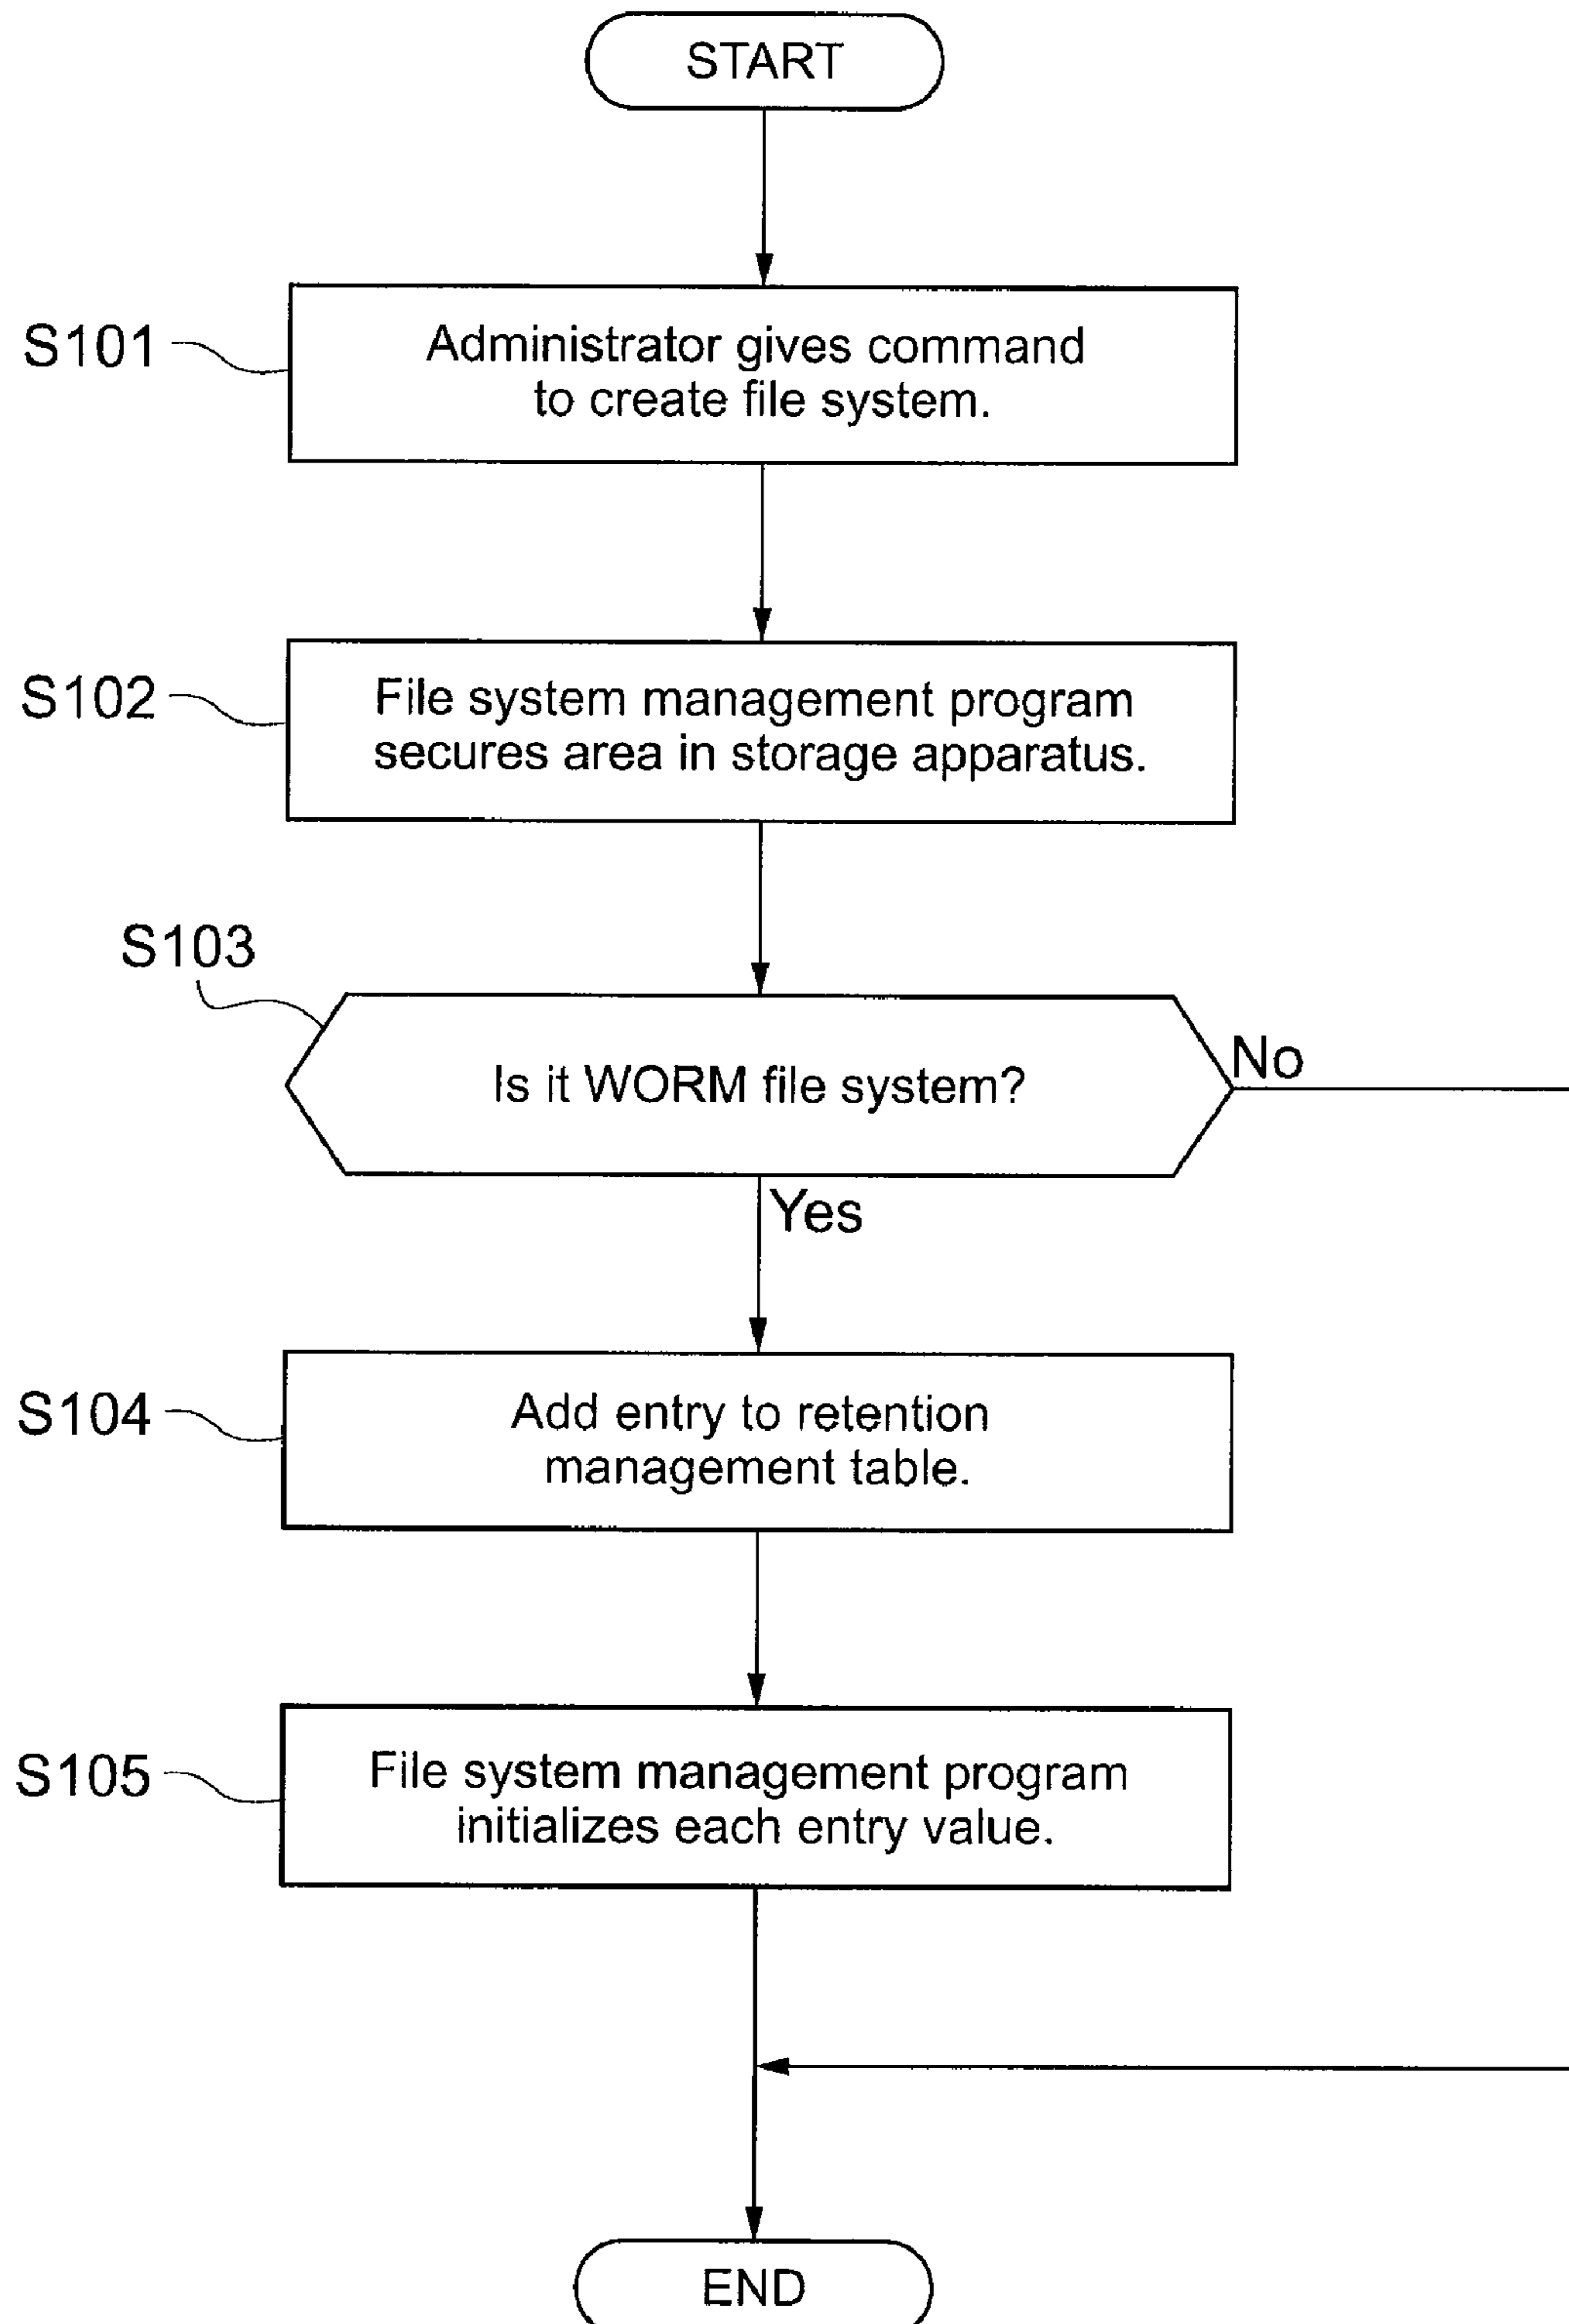 START
S101
Administrator gives command
to create file system.
S102
File system management program
secures area in storage apparatus.
S103
Is it WORM file system?
No
Yes
S104
Add entry to retention
management table.
S105
File system management program
initializes each entry value.
END